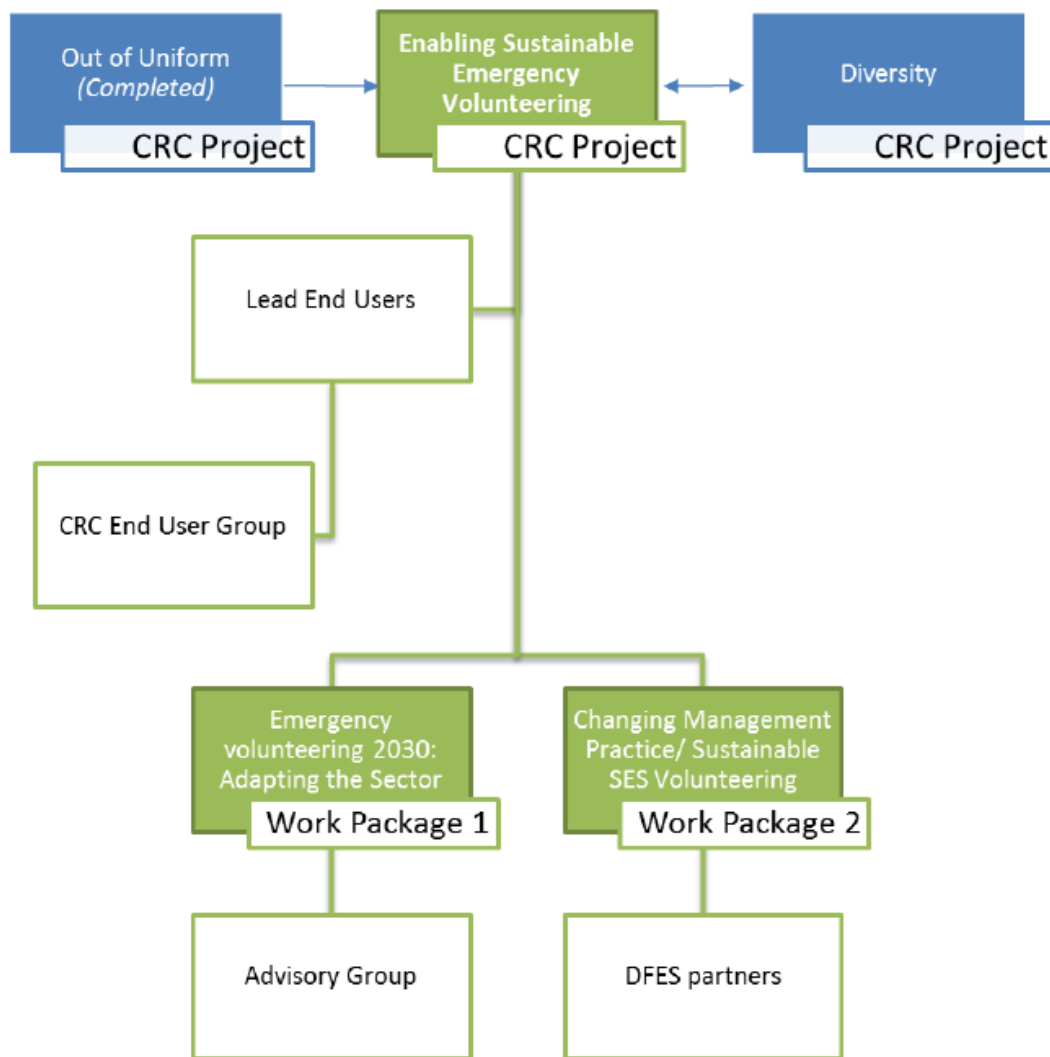 Out of Uniform
(Completed)
CRC Project
Enabling Sustainable
Emergency
Volunteering
CRC Project
Diversity
CRC Project
Lead End Users
CRC End User Group
Emergency
volunteering 2030:
Adapting the Sector
Work Package 1
Changing Management
Practice/ Sustainable
SES Volunteering
Work Package 2
Advisory Group
DFES partners